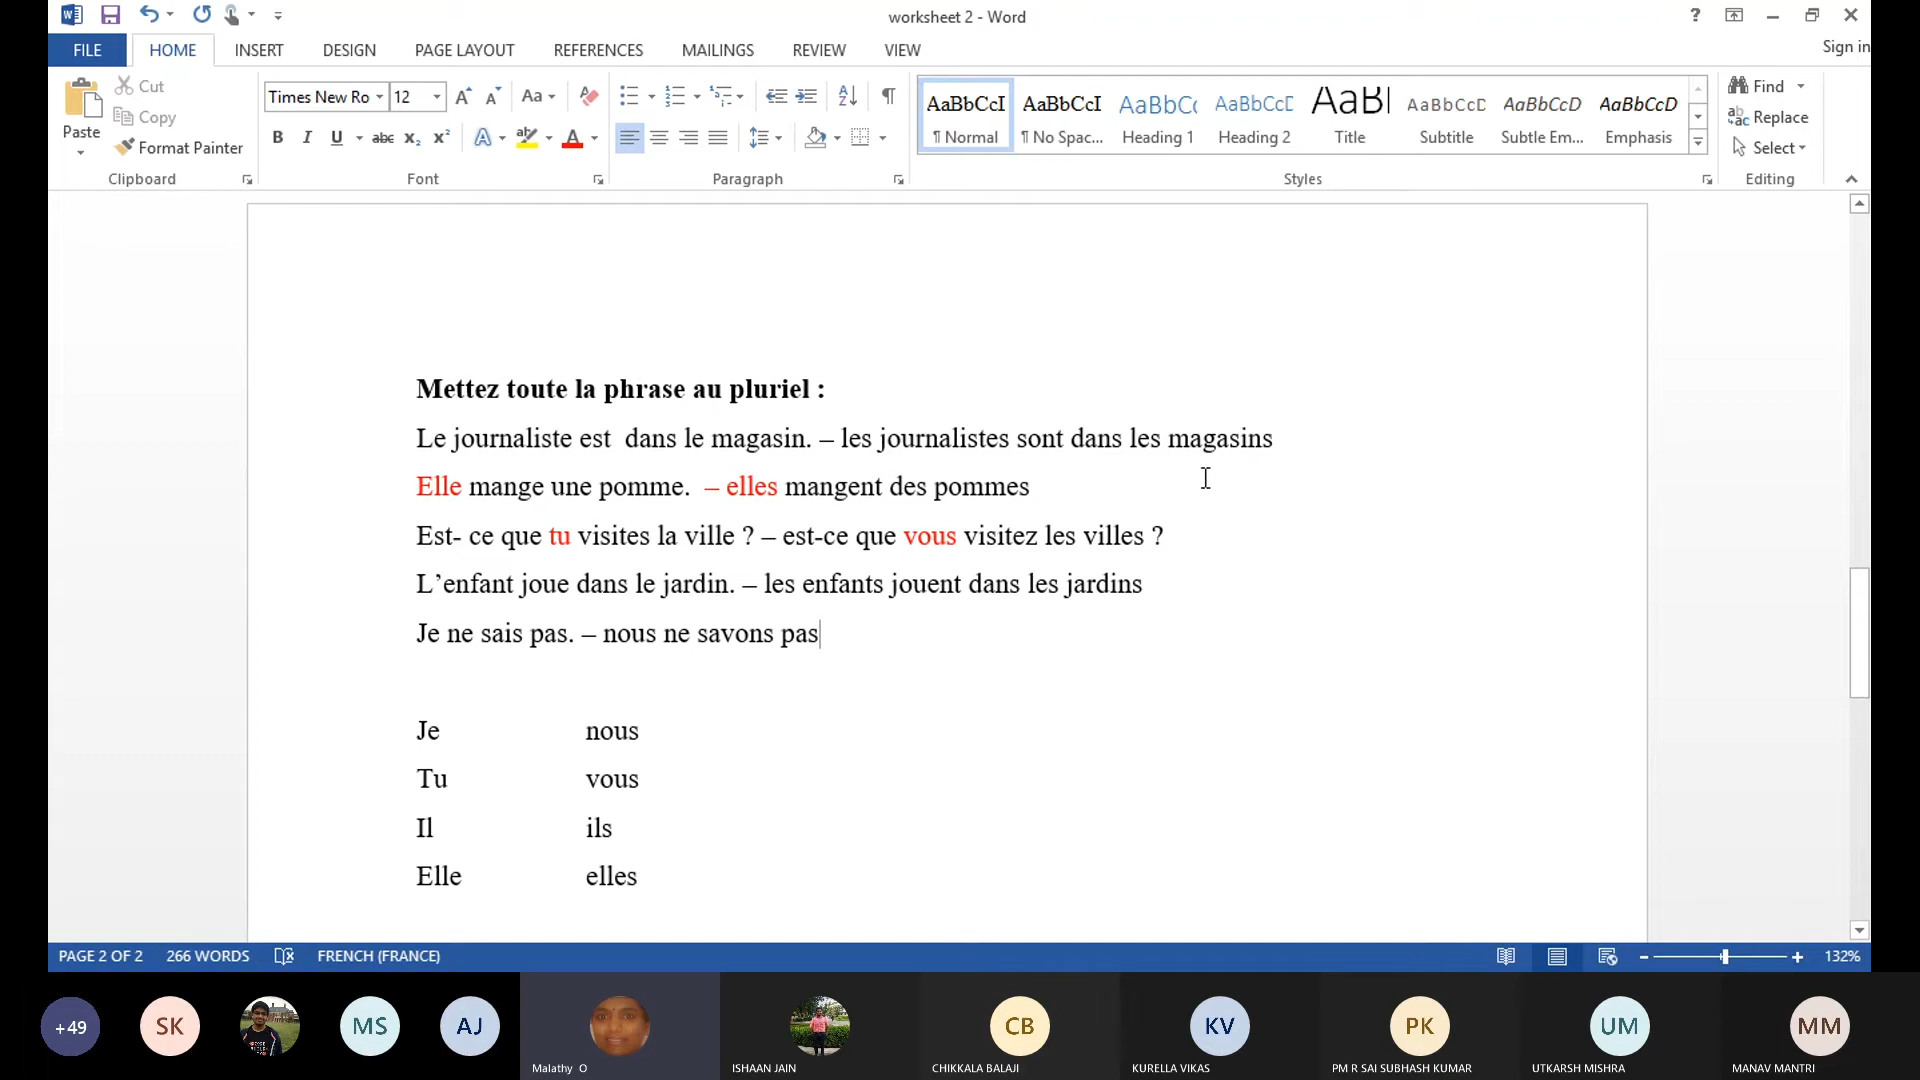 worksheet 2 - Word
Sign in
FILE HOME INSERT DESIGN PAGE LAYOUT REFERENCES MAILINGS REVIEW VIEW
Paste
Cut
Copy
Format Painter
Clipboard
Times New Ro 12 Aa
B I U abc x₂ x² A ab A
Font
Paragraph
AaBbCcI AaBbCcI AaBbC AaBbCcC AaB AaBbCcD AaBbCcD AaBbCcD
¶ Normal ¶ No Spac... Heading 1 Heading 2 Title Subtitle Subtle Em... Emphasis
Styles
Find
Replace
Select
Editing
Mettez toute la phrase au pluriel :
Le journaliste est dans le magasin. – les journalistes sont dans les magasins
Elle mange une pomme. – elles mangent des pommes
Est- ce que tu visites la ville ? – est-ce que vous visitez les villes ?
L’enfant joue dans le jardin. – les enfants jouent dans les jardins
Je ne sais pas. – nous ne savons pas
Je nous
Tu vous
Il ils
Elle elles
PAGE 2 OF 2 266 WORDS FRENCH (FRANCE) 132%
+49 SK MS AJ CB KV PK UM MM
Malathy O ISHAAN JAIN CHIKKALA BALAJI KURELLA VIKAS PM R SAI SUBHASH KUMAR UTKARSH MISHRA MANAV MANTRI